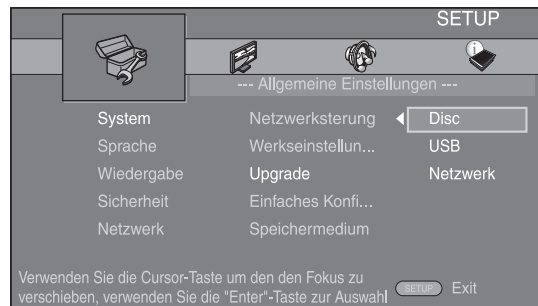 SETUP
--- Allgemeine Einstellungen ---
System Netzwerksterung Disc
Sprache Werkseinstellun... USB
Wiedergabe Upgrade Netzwerk
Sicherheit Einfaches Konfi...
Netzwerk Speichermedium
Verwenden Sie die Cursor-Taste um den den Fokus zu
verschieben, verwenden Sie die "Enter"-Taste zur Auswahl
SETUP Exit